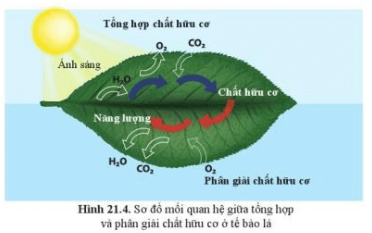 Tổng hợp chất hữu cơ
O₂
CO₂
Ánh sáng
H₂O
Chất hữu cơ
Năng lượng
H₂O
CO₂
O₂
Phân giải chất hữu cơ
Hình 21.4. Sơ đồ mối quan hệ giữa tổng hợp
và phân giải chất hữu cơ ở tế bào lá